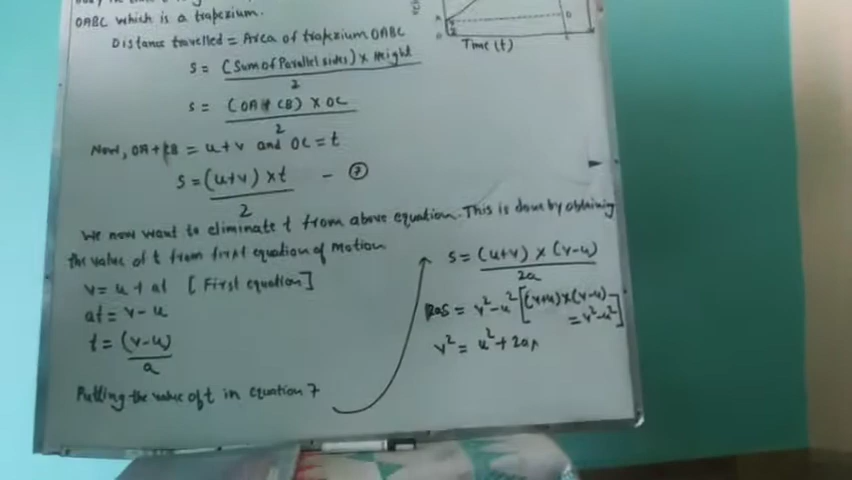 OABC which is a trapezium.
Distance travelled = Area of trapezium OABC
s = (Sum of Parallel sides) x Height
2
s = (OA + CB) x OC
2
Now, OA + CB = u+v and OC = t
s = (u+v) x t - ⑦
2
We now want to eliminate t from above equation. This is done by obtaining
the value of t from first equation of Motion
v = u + at [First equation]
at = v - u
t = (v-u)
a
Putting the value of t in equation 7
s = (u+v) x (v-u)
2a
2as = v² - u² [(v+u) x (v-u)
= v² - u²]
v² = u² + 2as
A
D
Time (t)